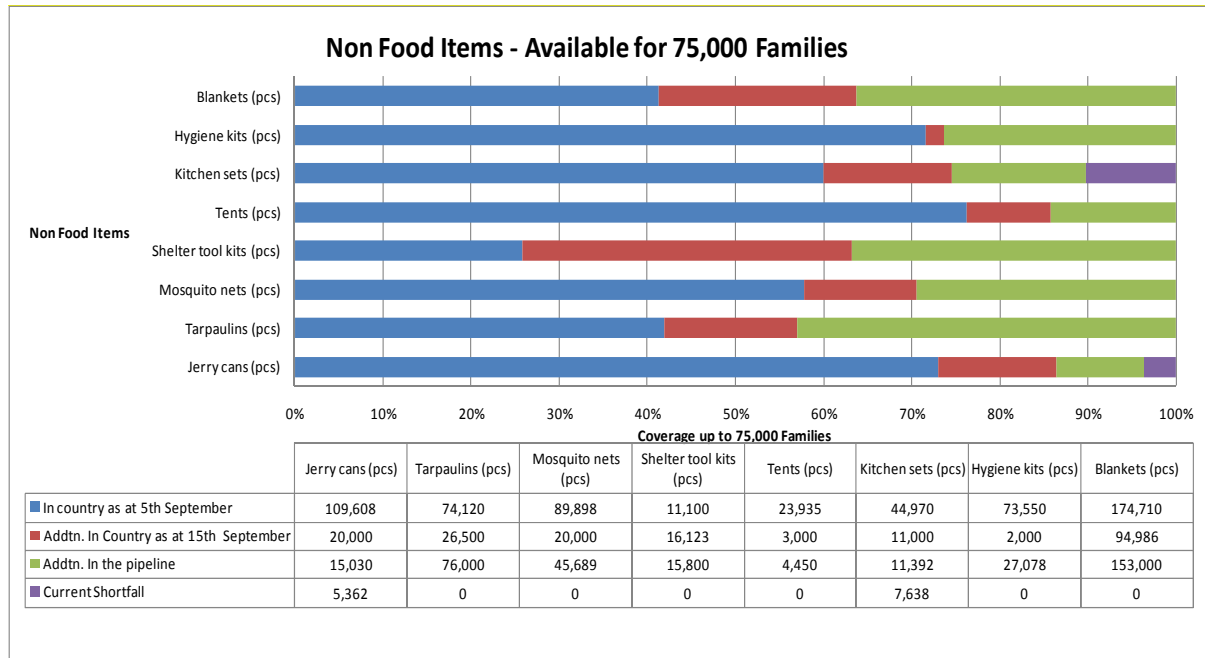 Non Food Items - Available for 75,000 Families
Blankets (pcs)
Hygiene kits (pcs)
Kitchen sets (pcs)
Tents (pcs)
Non Food Items
Shelter tool kits (pcs)
Mosquito nets (pcs)
Tarpaulins (pcs)
Jerry cans (pcs)
0% 10% 20% 30% 40% 50% 60% 70% 80% 90% 100%
Coverage up to 75,000 Families
Jerry cans (pcs) Tarpaulins (pcs) Mosquito nets (pcs) Shelter tool kits (pcs) Tents (pcs) Kitchen sets (pcs) Hygiene kits (pcs) Blankets (pcs)
In country as at 5th September 109,608 74,120 89,898 11,100 23,935 44,970 73,550 174,710
Addtn. In Country as at 15th September 20,000 26,500 20,000 16,123 3,000 11,000 2,000 94,986
Addtn. In the pipeline 15,030 76,000 45,689 15,800 4,450 11,392 27,078 153,000
Current Shortfall 5,362 0 0 0 0 7,638 0 0